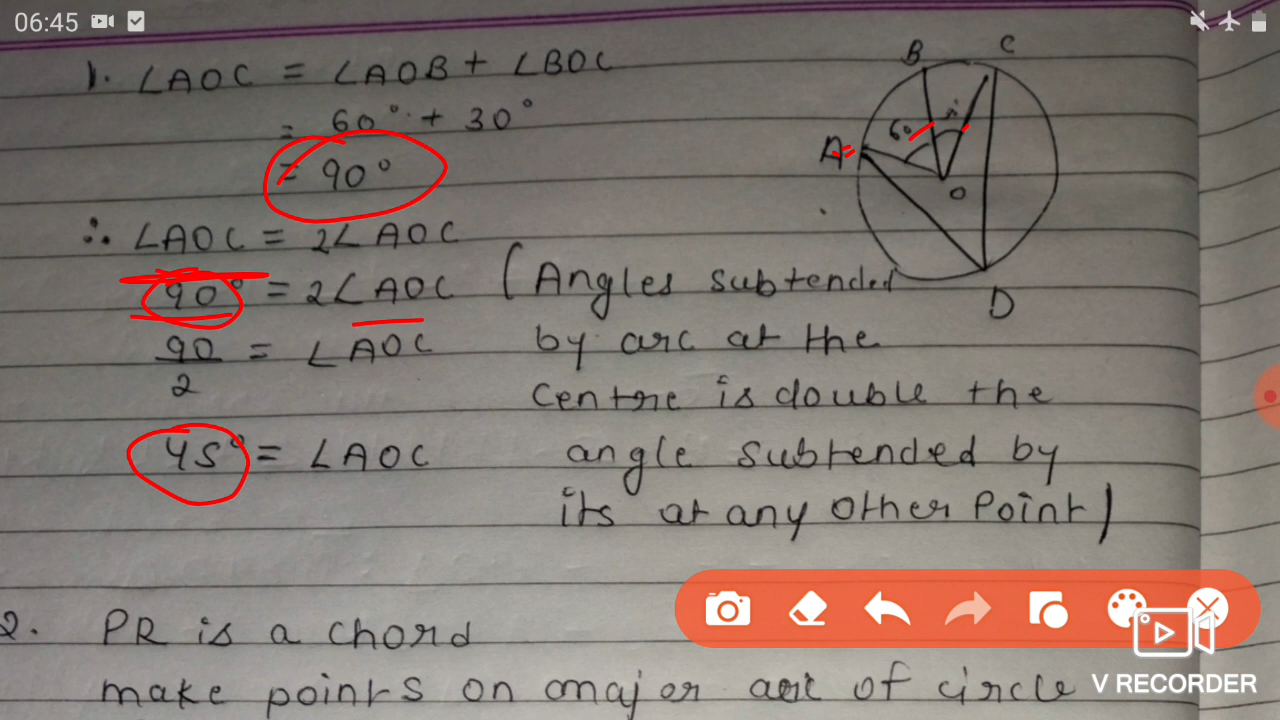 06:45
1. ∠AOC = ∠AOB + ∠BOC
= 60° + 30°
= 90°
∴ ∠AOC = 2∠AOC
90° = 2∠AOC (Angles subtended
90/2 = ∠AOC by arc at the
centre is double the
45° = ∠AOC angle subtended by
its at any other point)
B C
60
A
O
D
2. PR is a chord
make points on major arc of circle
V RECORDER